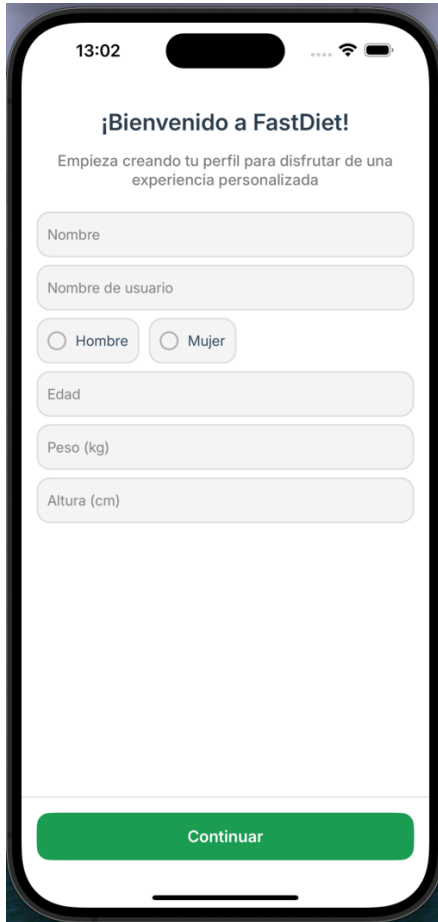 13:02
¡Bienvenido a FastDiet!
Empieza creando tu perfil para disfrutar de una
experiencia personalizada
Nombre
Nombre de usuario
Hombre Mujer
Edad
Peso (kg)
Altura (cm)
Continuar